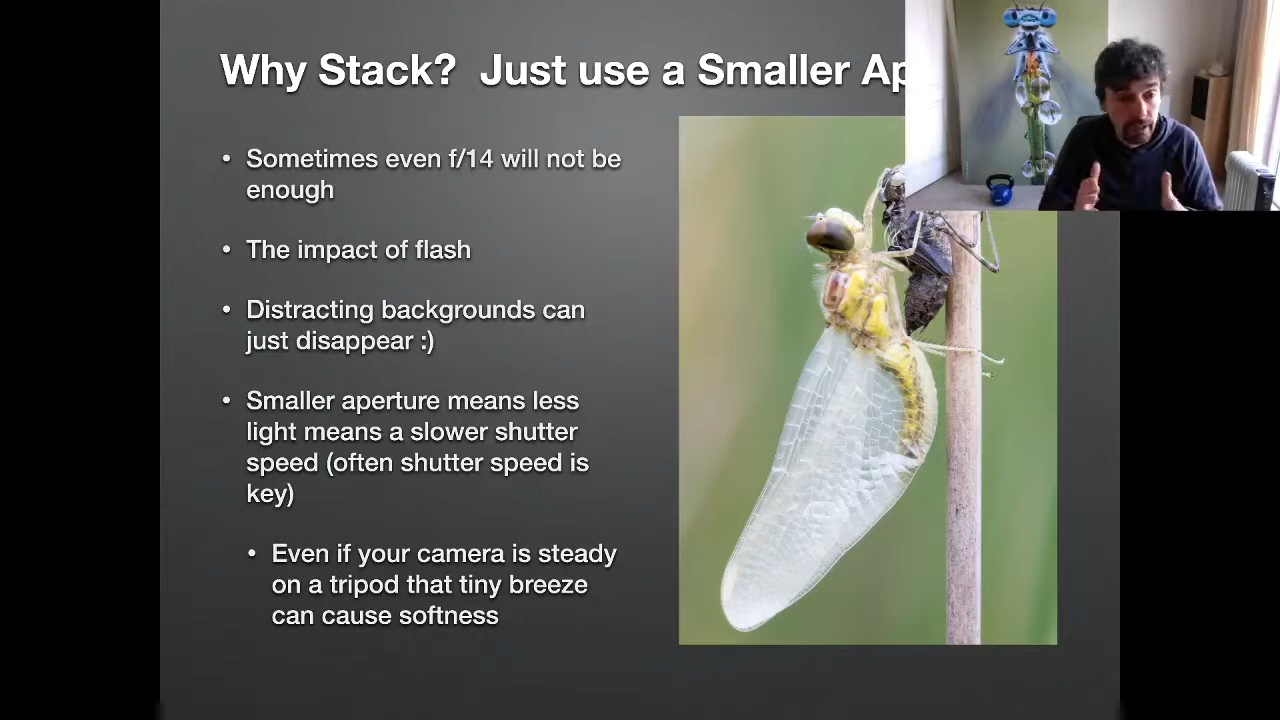 Why Stack? Just use a Smaller
• Sometimes even f/14 will not be
enough
• The impact of flash
• Distracting backgrounds can
just disappear :)
• Smaller aperture means less
light means a slower shutter
speed (often shutter speed is
key)
• Even if your camera is steady
on a tripod that tiny breeze
can cause softness